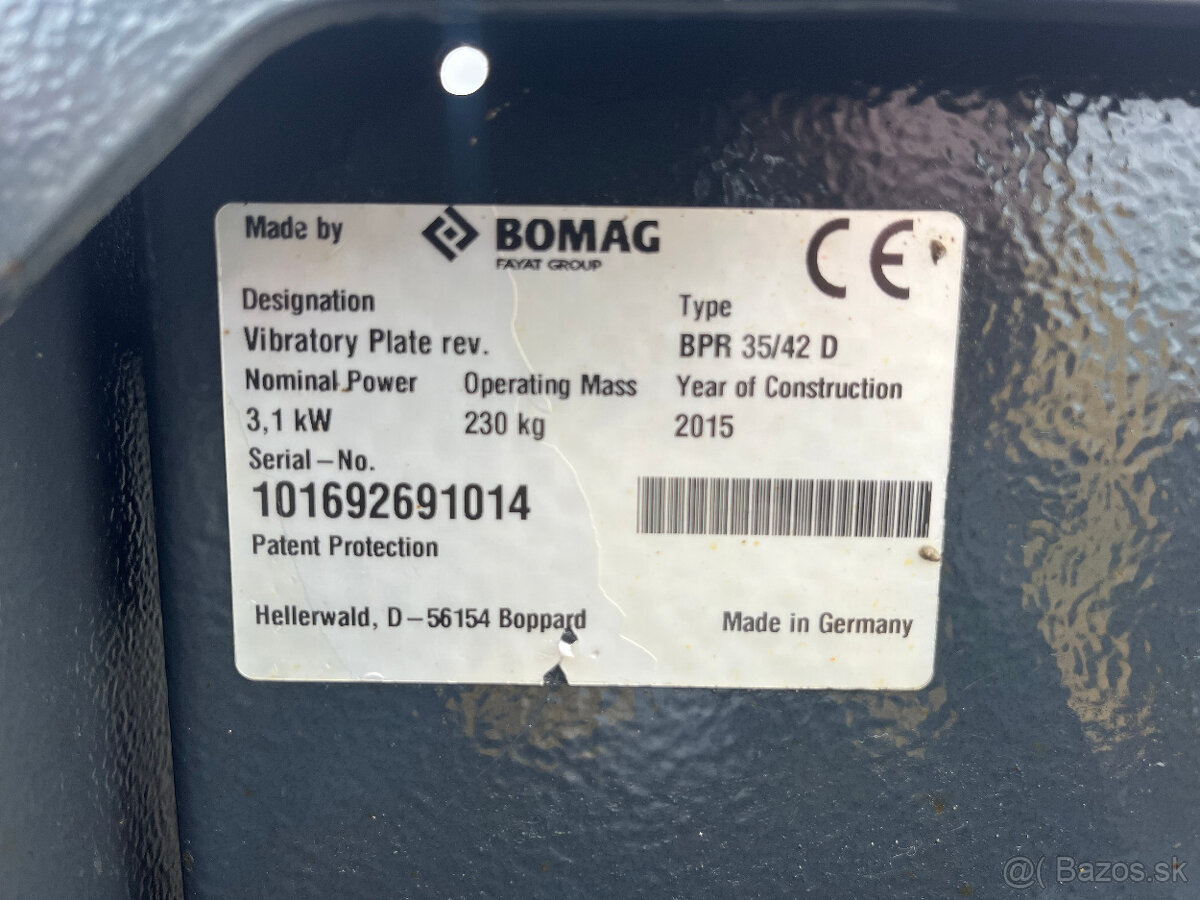 Made by BOMAG CE
FAYAT GROUP
Designation Type
Vibratory Plate rev. BPR 35/42 D
Nominal Power Operating Mass Year of Construction
3,1 kW 230 kg 2015
Serial–No.
101692691014
Patent Protection
Hellerwald, D–56154 Boppard Made in Germany
@( Bazos.sk